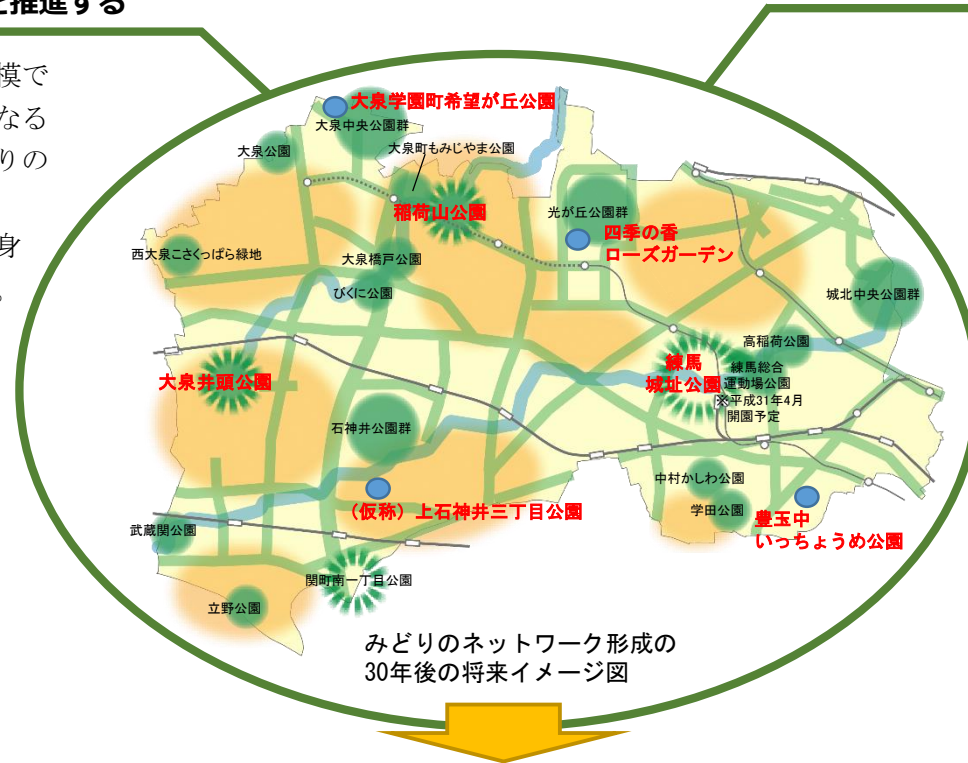 推進する
模で
なる
りの
身
。
大泉学園町希望が丘公園
大泉中央公園群
大泉公園
大泉町もみじやま公園
稲荷山公園
光が丘公園群
四季の香
ローズガーデン
西大泉こさくっぱら緑地
大泉橋戸公園
びくに公園
城北中央公園群
高稲荷公園
練馬
城址公園
練馬総合
運動場公園
※平成31年4月
開園予定
大泉井頭公園
石神井公園群
中村かしわ公園
学田公園
(仮称)上石神井三丁目公園
豊玉中
いっちょうめ公園
武蔵関公園
関町南一丁目公園
立野公園
みどりのネットワーク形成の
30年後の将来イメージ図